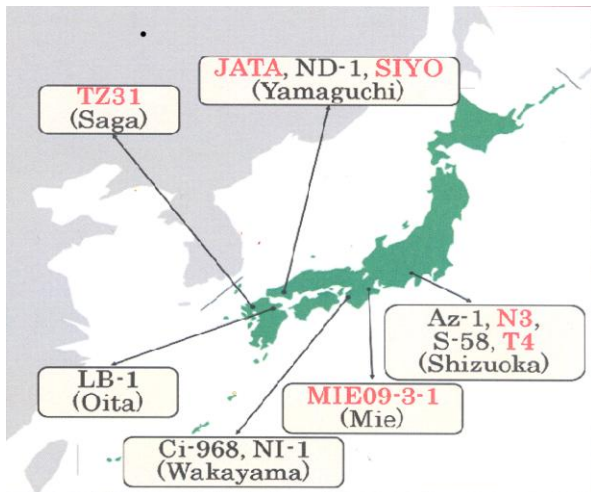 JATA, ND-1, SIYO
(Yamaguchi)
TZ31
(Saga)
Az-1, N3,
S-58, T4
(Shizuoka)
LB-1
(Oita)
MIE09-3-1
(Mie)
Ci-968, NI-1
(Wakayama)